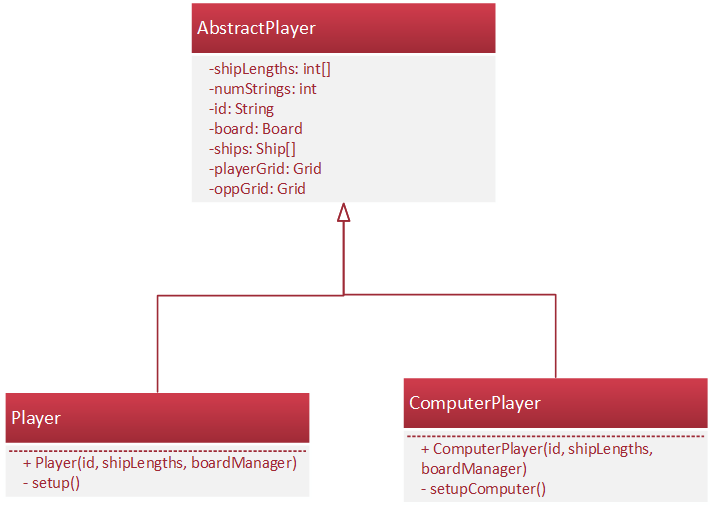 AbstractPlayer
-shipLengths: int[]
-numStrings: int
-id: String
-board: Board
-ships: Ship[]
-playerGrid: Grid
-oppGrid: Grid
Player
+ Player(id, shipLengths, boardManager)
- setup()
ComputerPlayer
+ ComputerPlayer(id, shipLengths,
boardManager)
- setupComputer()